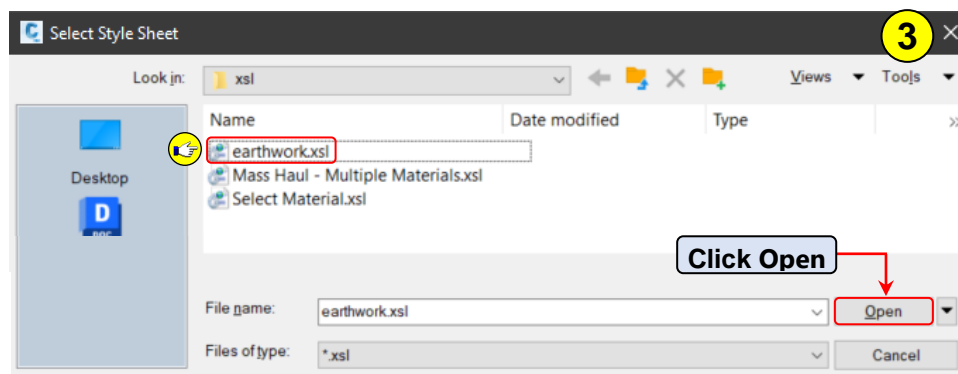 Select Style Sheet
3
Look in:
xsl
Views
Tools
Name
Date modified
Type
earthwork.xsl
Mass Haul - Multiple Materials.xsl
Select Material.xsl
Desktop
D
DOC
Click Open
File name:
earthwork.xsl
Open
Files of type:
*.xsl
Cancel